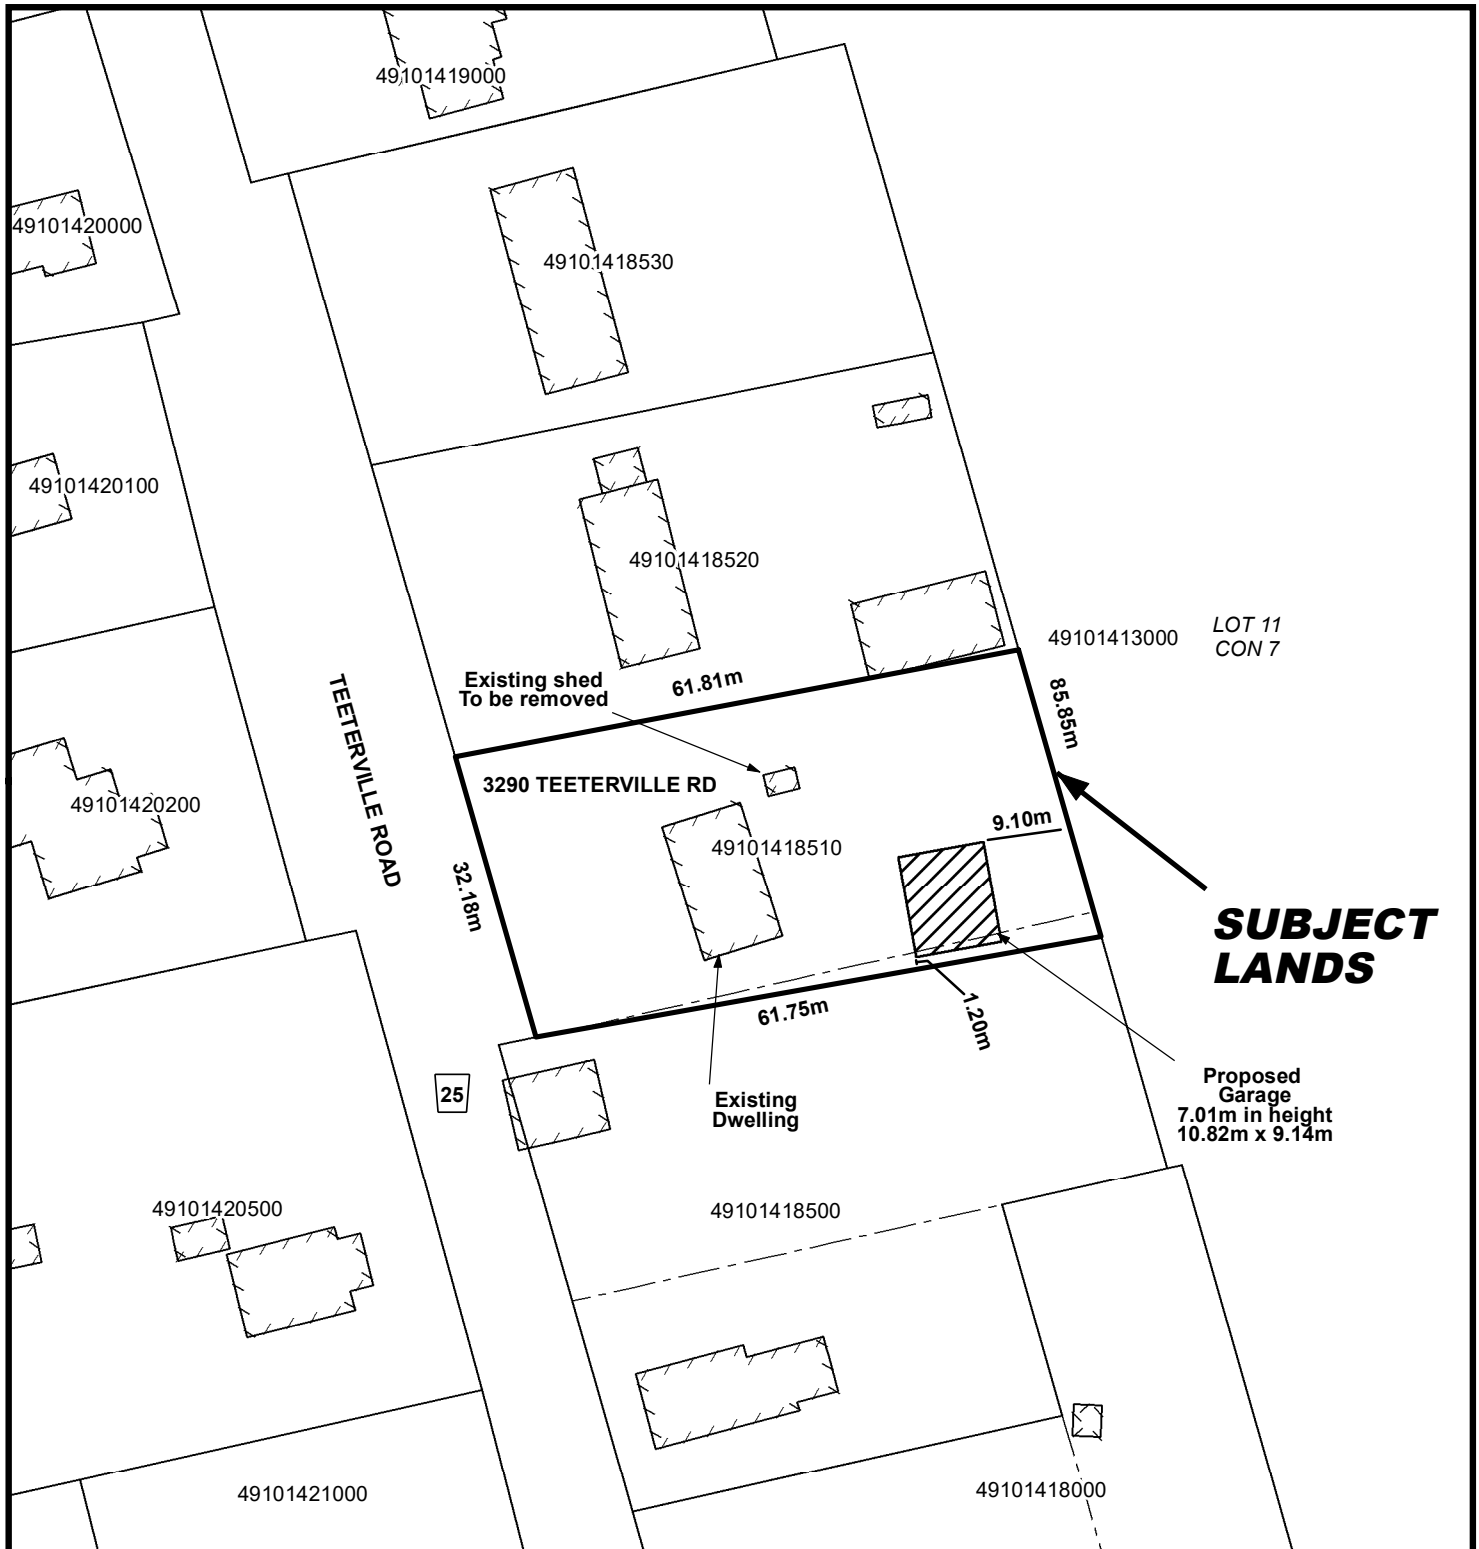 49101419000
49101420000
49101418530
49101420100
49101418520
49101413000
LOT 11
CON 7
Existing shed
To be removed
61.81m
85.85m
TEETERVILLE ROAD
3290 TEETERVILLE RD
49101420200
9.10m
49101418510
32.18m
SUBJECT
LANDS
61.75m
1.20m
25
Existing
Dwelling
Proposed
Garage
7.01m in height
10.82m x 9.14m
49101420500
49101418500
49101421000
49101418000